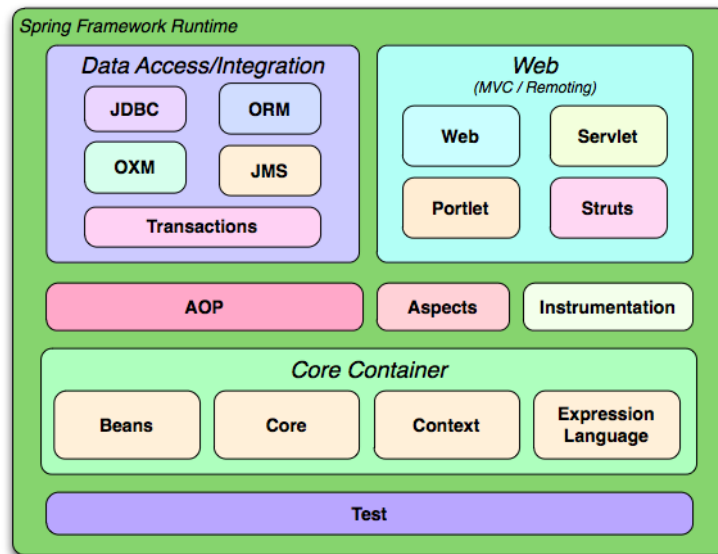 Spring Framework Runtime
Data Access/Integration
JDBC
ORM
OXM
JMS
Transactions
Web
(MVC / Remoting)
Web
Servlet
Portlet
Struts
AOP
Aspects
Instrumentation
Core Container
Beans
Core
Context
Expression
Language
Test